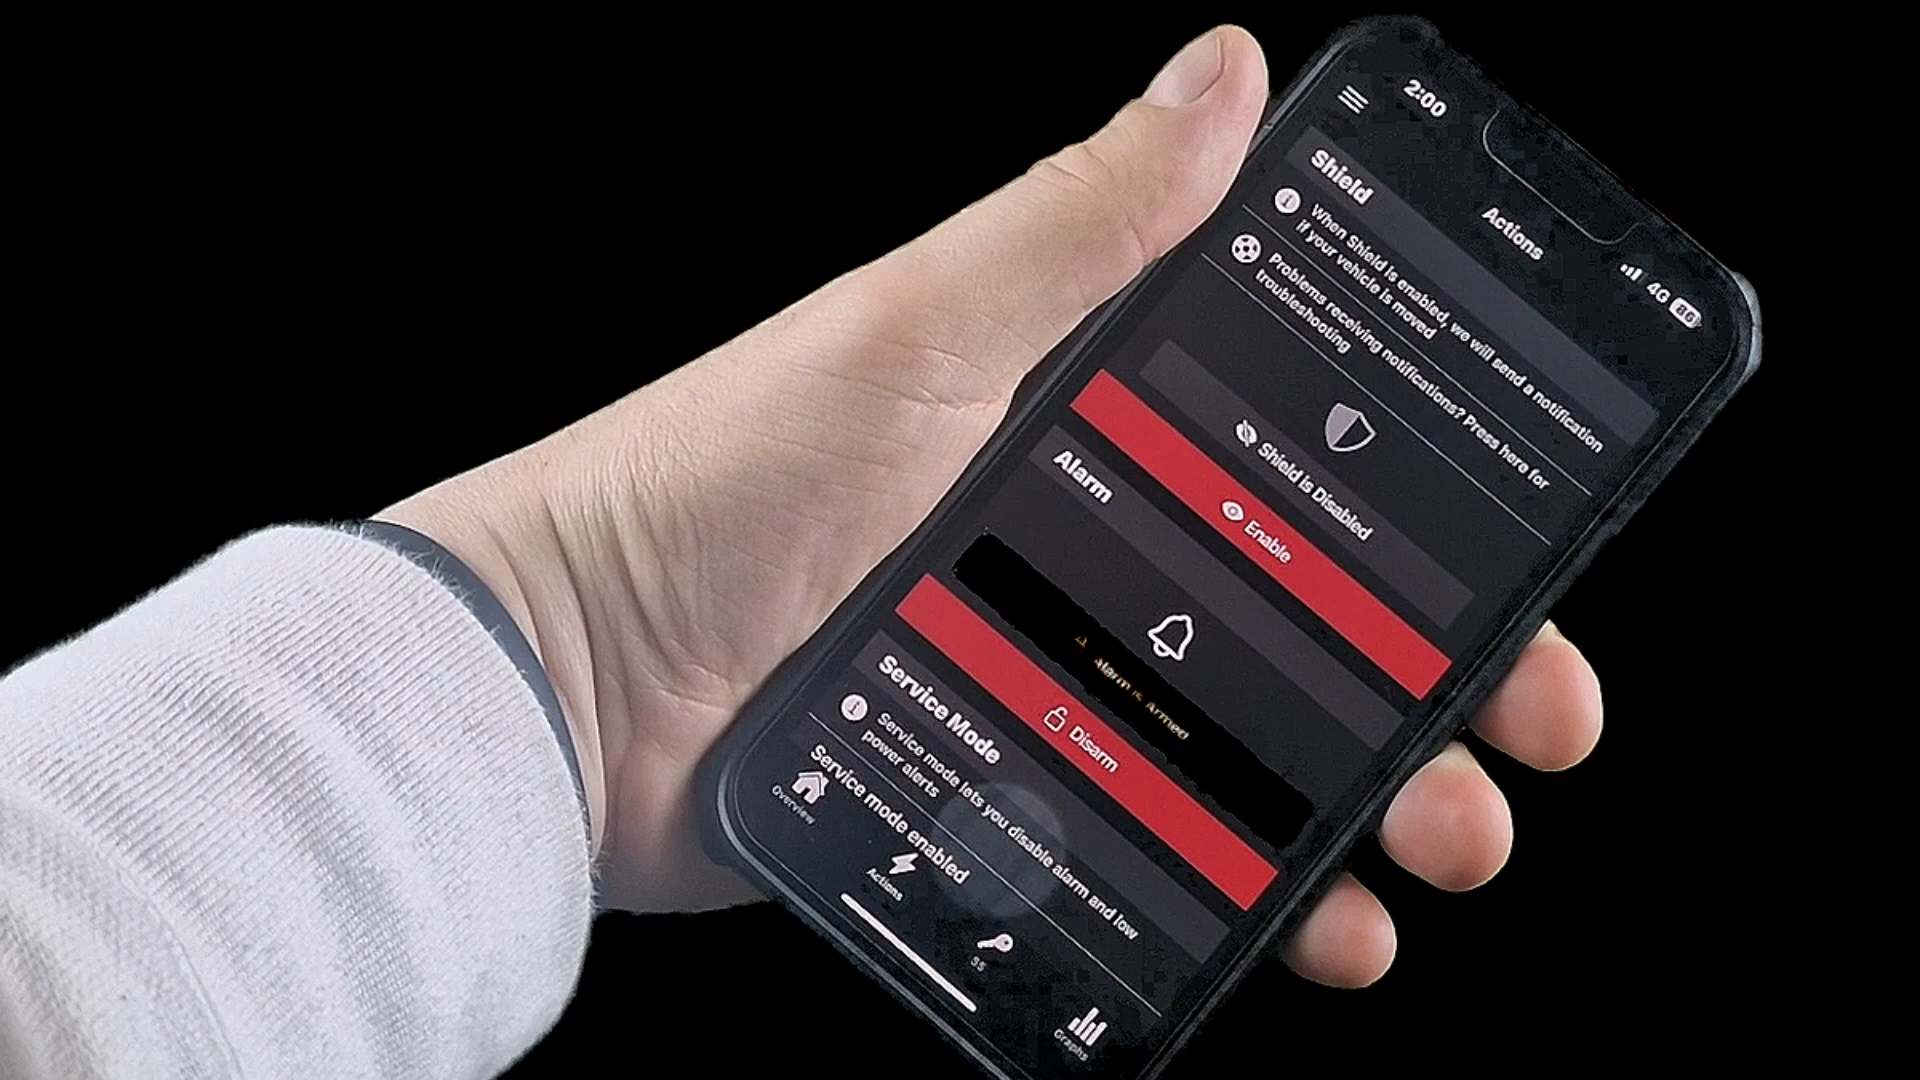 2:00
4G 86
Actions
Shield
When Shield is enabled, we will send a notification
if your vehicle is moved
Problems receiving notifications? Press here for
troubleshooting
Shield is Disabled
Enable
Alarm
Alarm is Armed
Disarm
Service Mode
Service mode lets you disable alarm and low
power alerts
Service mode enabled
Overview
Actions
Graphs